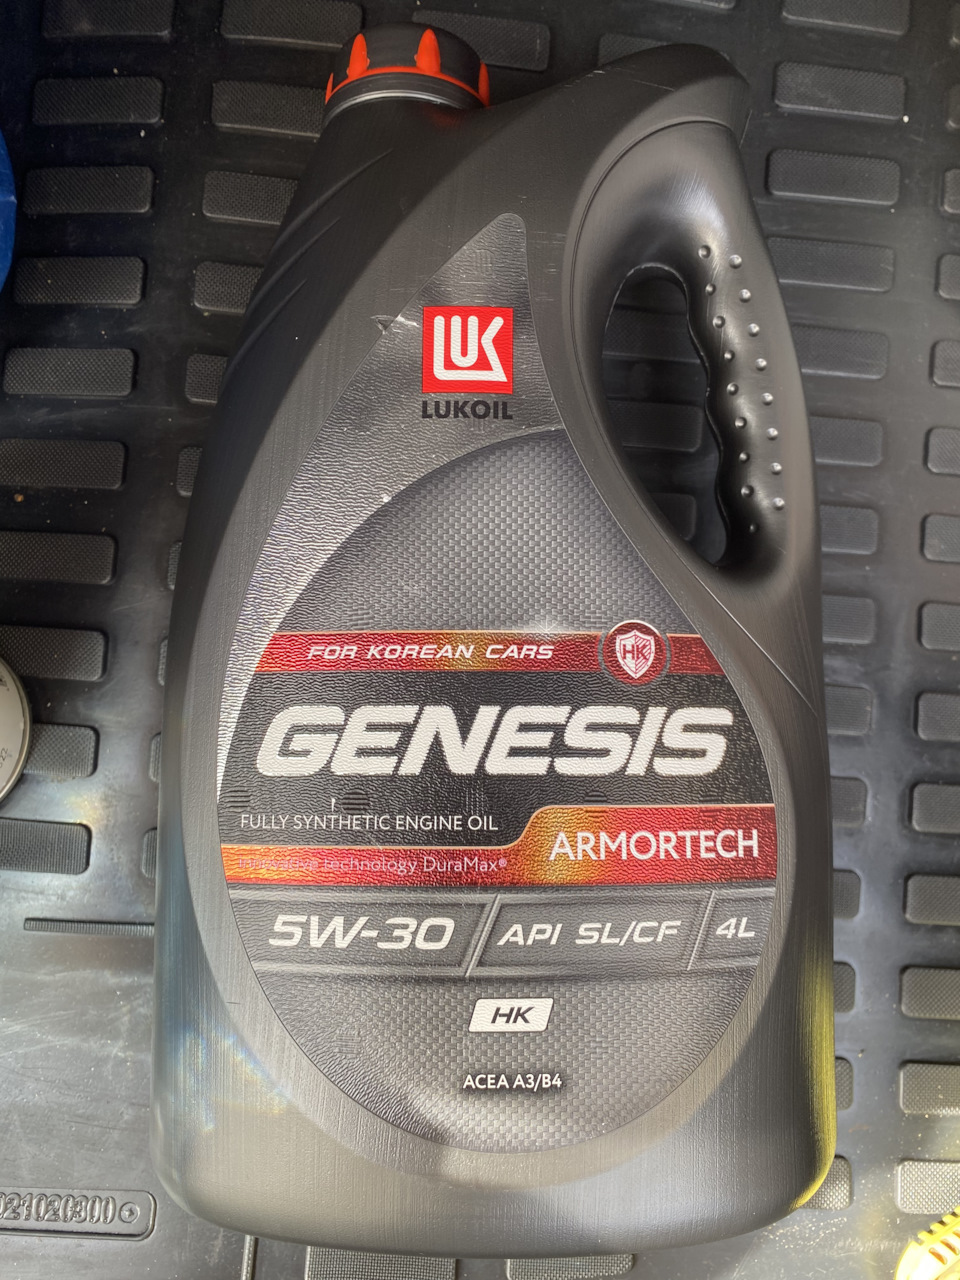 LUK
LUKOIL
FOR KOREAN CARS
HK
GENESIS
FULLY SYNTHETIC ENGINE OIL
ARMORTECH
Innovative technology DuraMax®
5W-30
API SL/CF
4L
HK
ACEA A3/B4